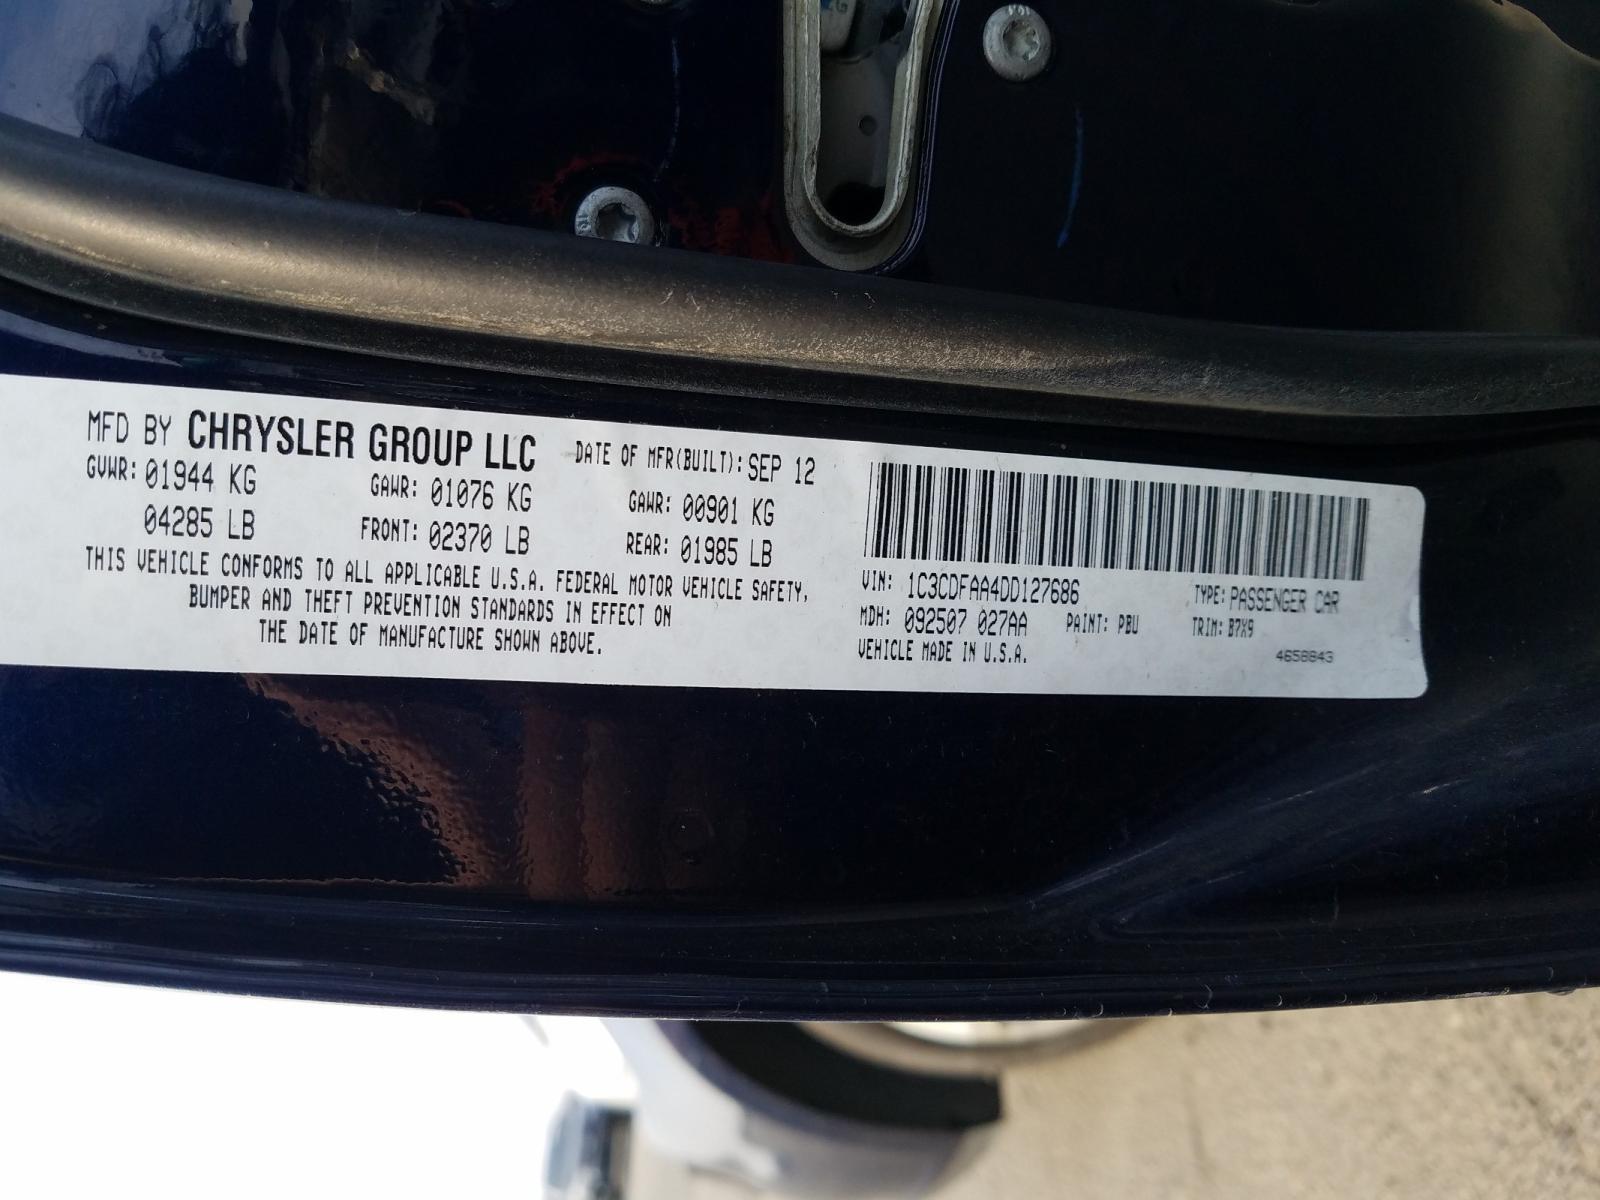 MFD BY CHRYSLER GROUP LLC DATE OF MFR(BUILT): SEP 12
GVWR: 01944 KG GAWR: 01076 KG GAWR: 00901 KG
04285 LB FRONT: 02370 LB REAR: 01985 LB
THIS VEHICLE CONFORMS TO ALL APPLICABLE U.S.A. FEDERAL MOTOR VEHICLE SAFETY,
BUMPER AND THEFT PREVENTION STANDARDS IN EFFECT ON
THE DATE OF MANUFACTURE SHOWN ABOVE.
VIN: 1C3CDFAA4DD127686 TYPE: PASSENGER CAR
MDH: 092507 027AA PAINT: PBU TRIM: B7X9
VEHICLE MADE IN U.S.A. 4658843